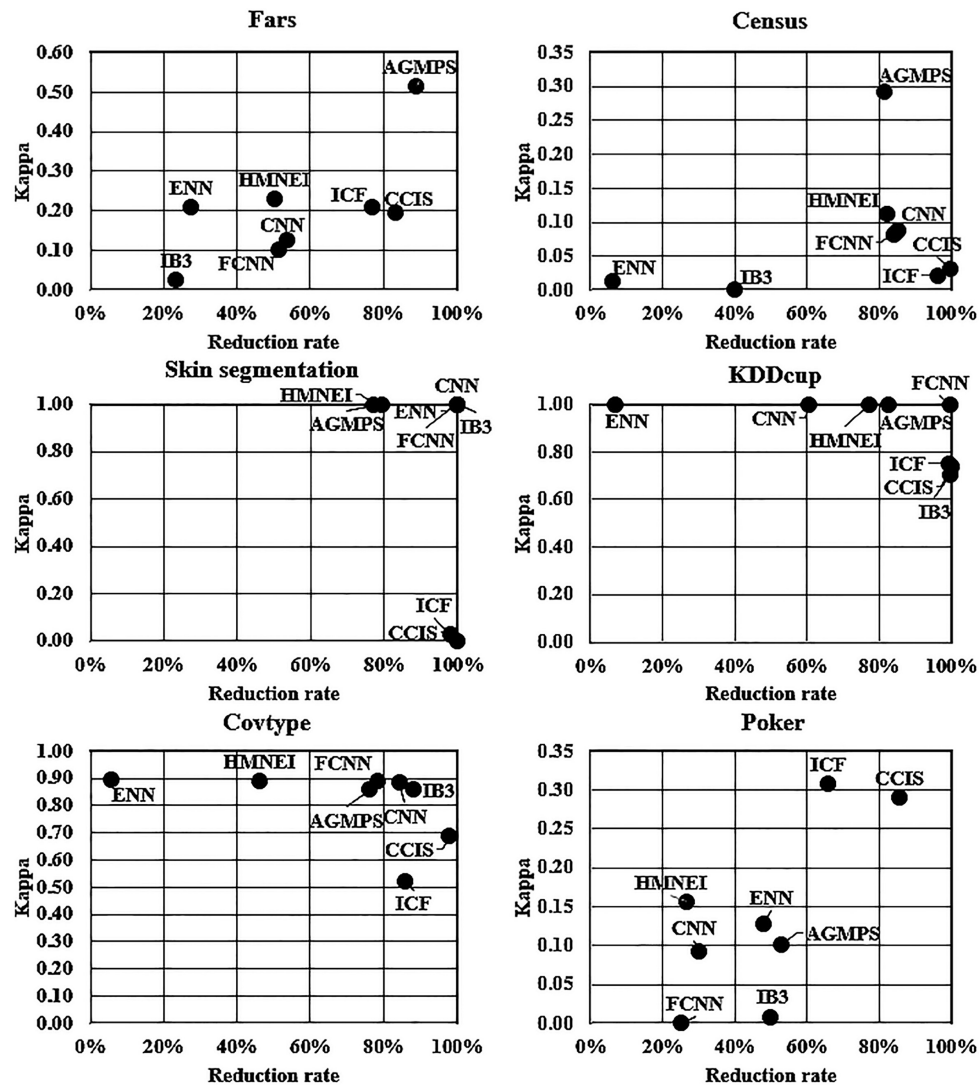 Fars
Kappa
0.60
0.50
0.40
0.30
0.20
0.10
0.00
AGMPS
ENN
HMNEI
ICF
CCIS
CNN
FCNN
IB3
0%
20%
40%
60%
80%
100%
Reduction rate
Census
Kappa
0.35
0.30
0.25
0.20
0.15
0.10
0.05
0.00
AGMPS
HMNEI
CNN
FCNN
CCIS
ENN
IB3
ICF
0%
20%
40%
60%
80%
100%
Reduction rate
Skin segmentation
Kappa
1.00
0.80
0.60
0.40
0.20
0.00
CNN
HMNEI
AGMPS
ENN
IB3
FCNN
ICF
CCIS
0%
20%
40%
60%
80%
100%
Reduction rate
KDDcup
Kappa
1.00
0.80
0.60
0.40
0.20
0.00
FCNN
ENN
CNN
AGMPS
HMNEI
ICF
CCIS
IB3
0%
20%
40%
60%
80%
100%
Reduction rate
Covtype
Kappa
1.00
0.90
0.80
0.70
0.60
0.50
0.40
0.30
0.20
0.10
0.00
HMNEI
FCNN
ENN
IB3
AGMPS
CNN
CCIS
ICF
0%
20%
40%
60%
80%
100%
Reduction rate
Poker
Kappa
0.35
0.30
0.25
0.20
0.15
0.10
0.05
0.00
ICF
CCIS
HMNEI
ENN
CNN
AGMPS
FCNN
IB3
0%
20%
40%
60%
80%
100%
Reduction rate